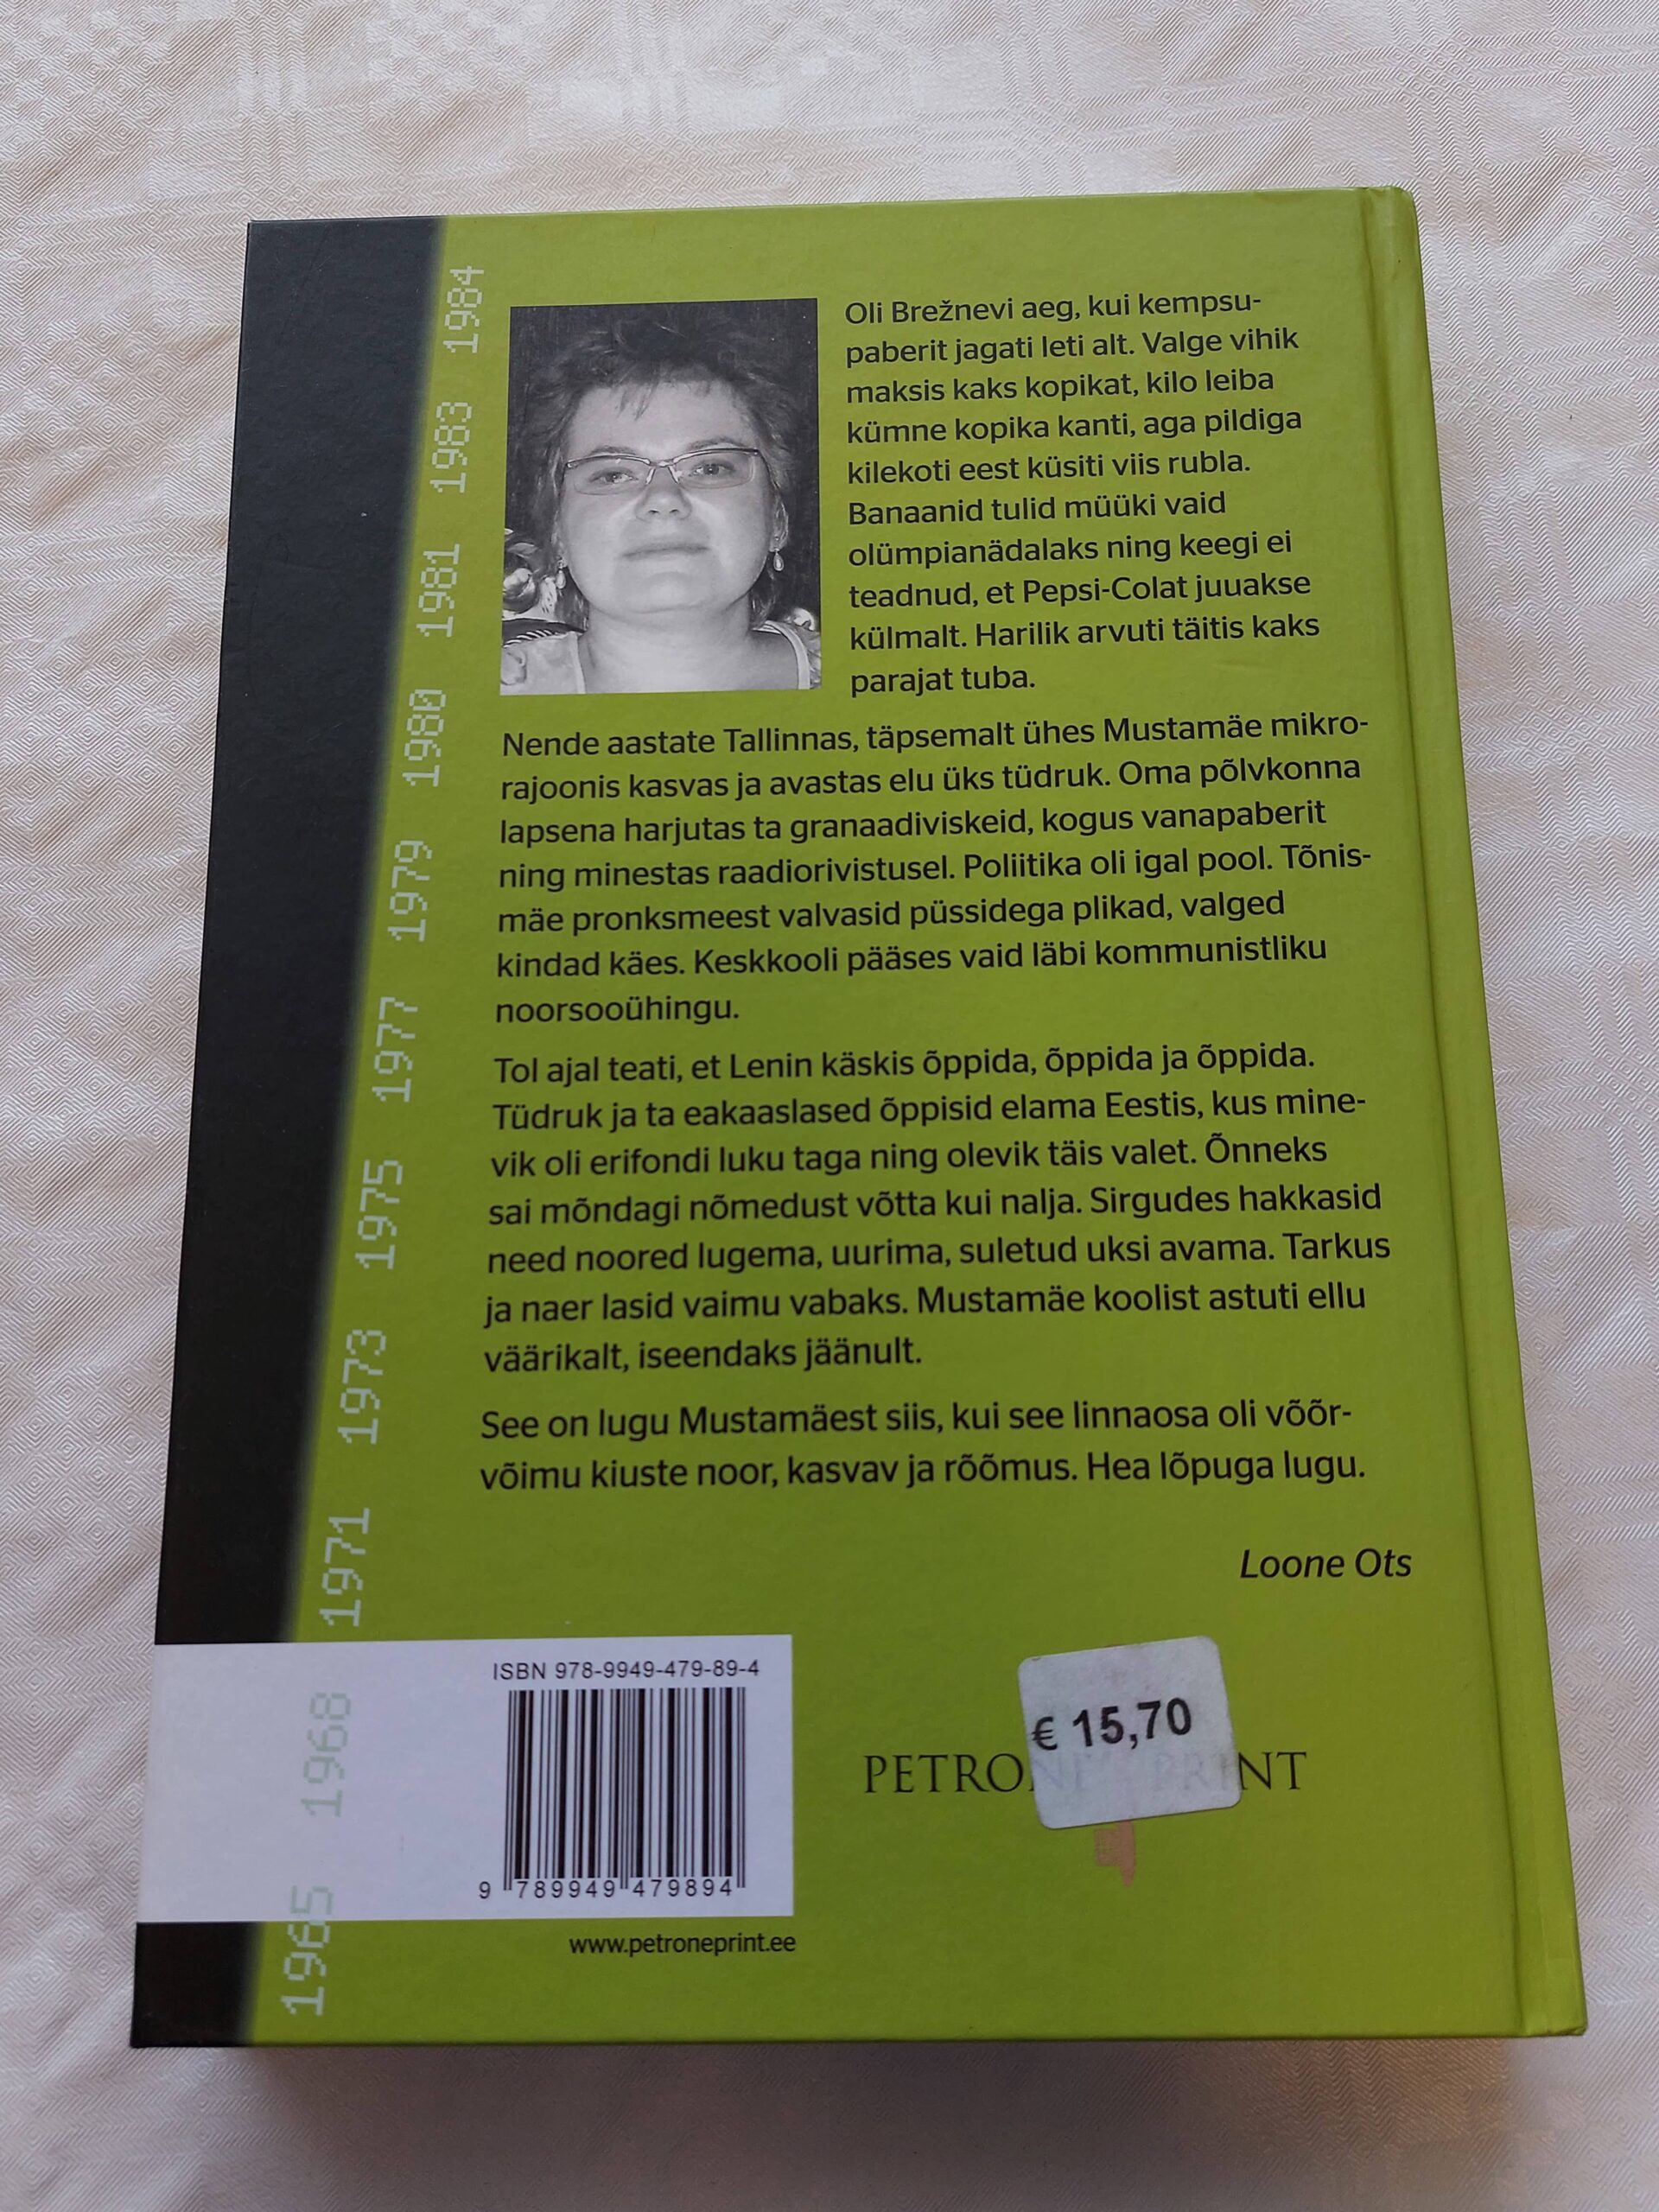 Oli Brežnevi aeg, kui kempsu-
paberit jagati leti alt. Valge vihik
maksis kaks kopikat, kilo leiba
kümne kopika kanti, aga pildiga
kilekoti eest küsiti viis rubla.
Banaanid tulid müüki vaid
olümpianädalaks ning keegi ei
teadnud, et Pepsi-Colat juuakse
külmalt. Harilik arvuti täitis kaks
parajat tuba.
Nende aastate Tallinnas, täpsemalt ühes Mustamäe mikro-
rajoonis kasvas ja avastas elu üks tüdruk. Oma põlvkonna
lapsena harjutas ta granaadiviskeid, kogus vanapaberit
ning minestas raadiorivistusel. Poliitika oli igal pool. Tõnis-
mäe pronksmeest valvasid püssidega plikad, valged
kindad käes. Keskkooli pääses vaid läbi kommunistliku
noorsooühingu.
Tol ajal teati, et Lenin käskis õppida, õppida ja õppida.
Tüdruk ja ta eakaaslased õppisid elama Eestis, kus mine-
vik oli erifondi luku taga ning olevik täis valet. Õnneks
sai mõndagi nõmedust võtta kui nalja. Sirgudes hakkasid
need noored lugema, uurima, suletud uksi avama. Tarkus
ja naer lasid vaimu vabaks. Mustamäe koolist astuti ellu
väärikalt, iseendaks jäänult.
See on lugu Mustamäest siis, kui see linnaosa oli võõr-
võimu kiuste noor, kasvav ja rõõmus. Hea lõpuga lugu.
Loone Ots
1965 1968 1971 1973 1975 1977 1979 1980 1981 1983 1984
ISBN 978-9949-479-89-4
9 789949 479894
www.petroneprint.ee
€ 15,70
PETRONE PRINT